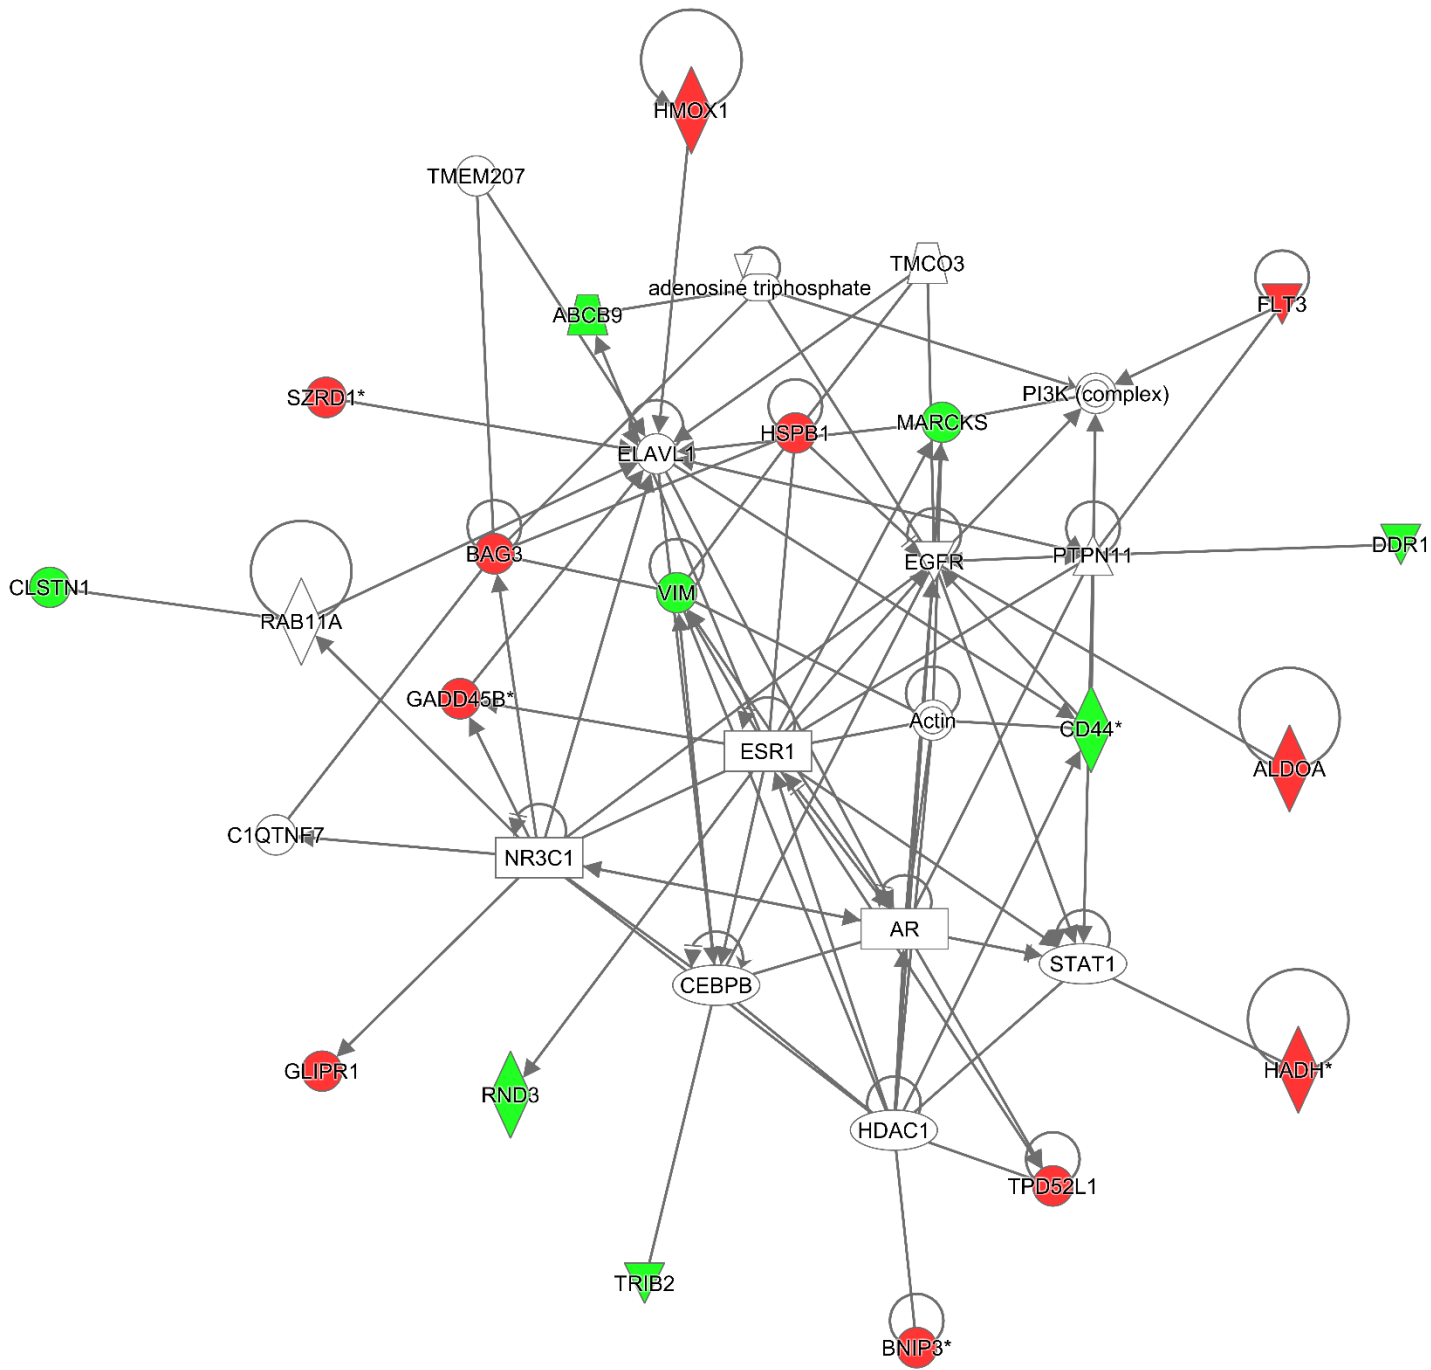 HMOX1
TMEM207
TMCO3
adenosine triphosphate
FLT3
ABCB9
PI3K (complex)
SZRD1*
MARCKS
HSPB1
ELAVL1
DDR1
BAG3
PTPN11
EGFR
CLSTN1
VIM
RAB11A
GADD45B*
Actin
CD44*
ESR1
ALDOA
C1QTNF7
NR3C1
AR
STAT1
CEBPB
GLIPR1
HADH*
RND3
HDAC1
TPD52L1
TRIB2
BNIP3*